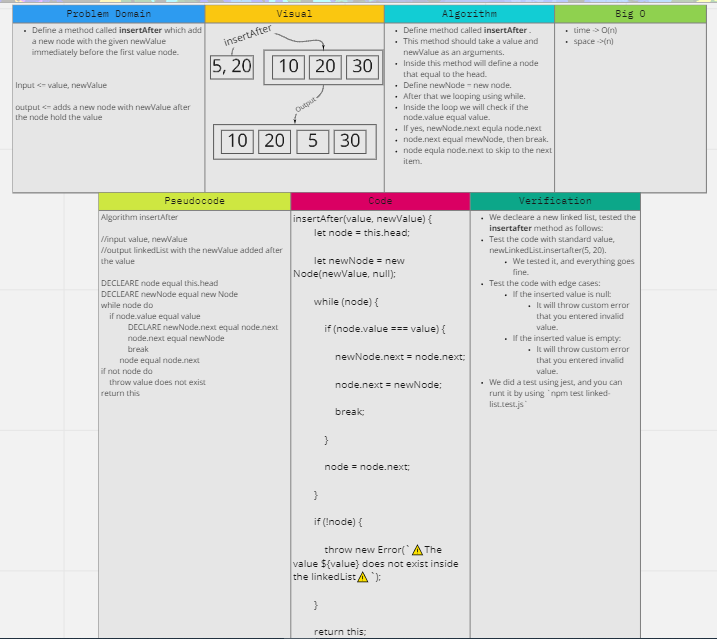 Problem Domain
Define a method called insertAfter which add
a new node with the given newValue
immediately before the first value node.
Input <= value, newValue
output <= adds a new node with newValue after
the node hold the value
Visual
insertAfter
5, 20
10 20 30
Output
10 20 5 30
Algorithm
Define method called insertAfter .
This method should take a value and
newValue as an arguments.
Inside this method will define a node
that equal to the head.
Define newNode = new node.
After that we looping using while.
Inside the loop we will check if the
node.value equal value.
If yes, newNode.next equla node.next
node.next equal mewNode, then break.
node equla node.next to skip to the next
item.
Big O
time -> O(n)
space ->(n)
Pseudocode
Algorithm insertAfter
//input value, newValue
//output linkedList with the newValue added after
the value
DECLEARE node equal this.head
DECLEARE newNode equal new Node
while node do
if node.value equal value
DECLARE newNode.next equal node.next
node.next equal newNode
break
node equal node.next
if not node do
throw value does not exist
return this
Code
insertAfter(value, newValue) {
let node = this.head;
let newNode = new
Node(newValue, null);
while (node) {
if (node.value === value) {
newNode.next = node.next;
node.next = newNode;
break;
}
node = node.next;
}
if (!node) {
throw new Error(`⚠️The
value ${value} does not exist inside
the linkedList⚠️`);
}
return this;
Verification
We decleare a new linked list, tested the
insertafter method as follows:
Test the code with standard value,
newLinkedList.insertafter(5, 20).
We tested it, and everything goes
fine.
Test the code with edge cases:
If the inserted value is null:
It will throw custom error
that you entered invalid
value.
If the inserted value is empty:
It will throw custom error
that you entered invalid
value.
We did a test using jest, and you can
runt it by using `npm test linked-
list.test.js`